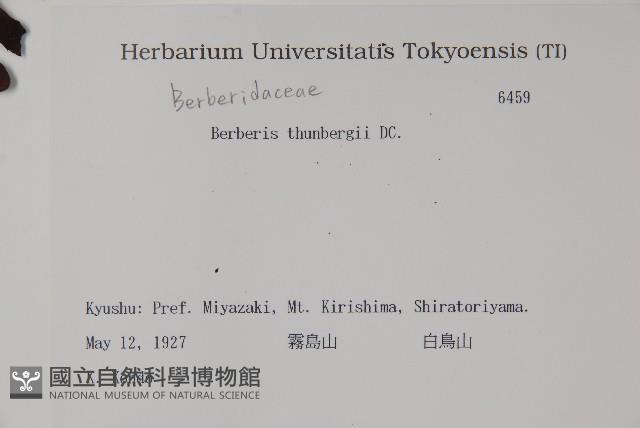 Herbarium Universitatis Tokyoensis (TI)
Berberidaceae
6459
Berberis thunbergii DC.
Kyushu: Pref. Miyazaki, Mt. Kirishima, Shiratoriyama.
May 12, 1927 霧島山 白鳥山
國立自然科學博物館
NATIONAL MUSEUM OF NATURAL SCIENCE